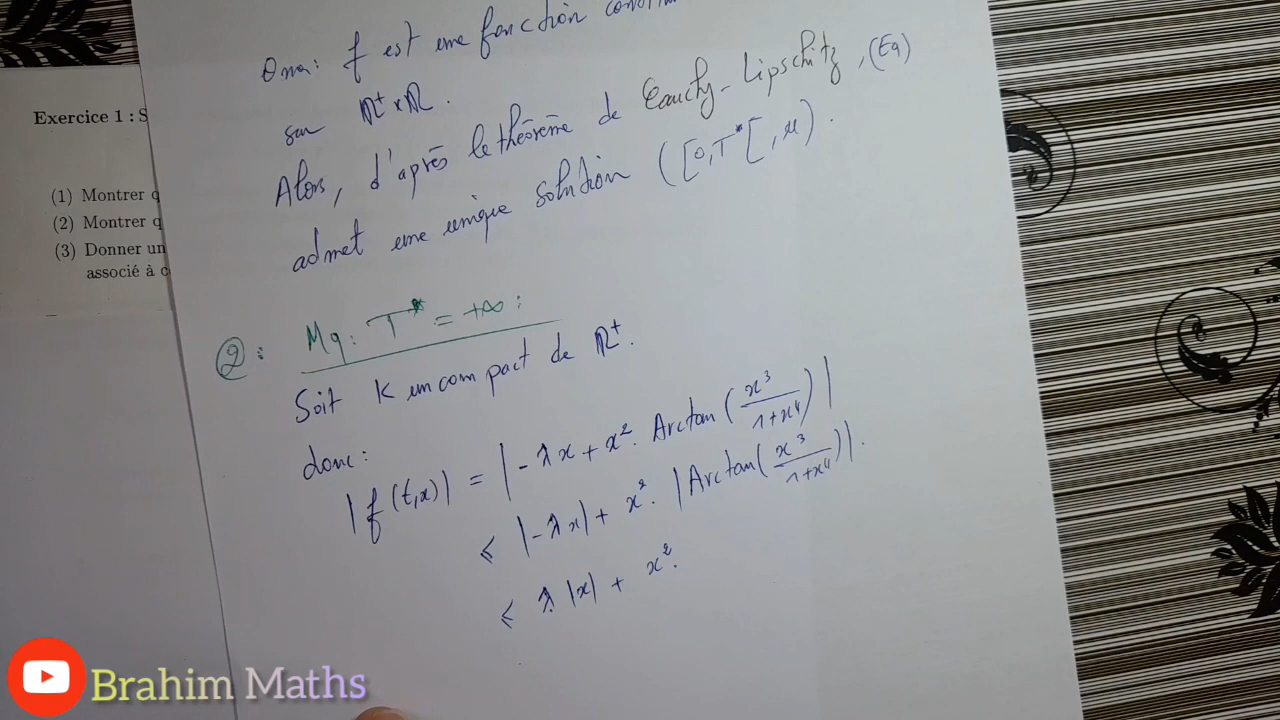 On a: f est une fonction
sur ℝ⁺ × ℝ.
Alors, d'après le théorème de Cauchy-Lipschitz, (Eq)
admet une unique solution ([0,T*[, u).
②: Mq: T* = +∞:
Soit K un compact de ℝ⁺.
donc:
|f(t,x)| = |-λx + x². Arctan(x³/(1+x⁴))|
≤ |-λx| + x². |Arctan(x³/(1+x⁴))|.
≤ λ|x| + x².
Exercice 1 : S
(1) Montrer q
(2) Montrer q
(3) Donner un
associé à c
Brahim Maths